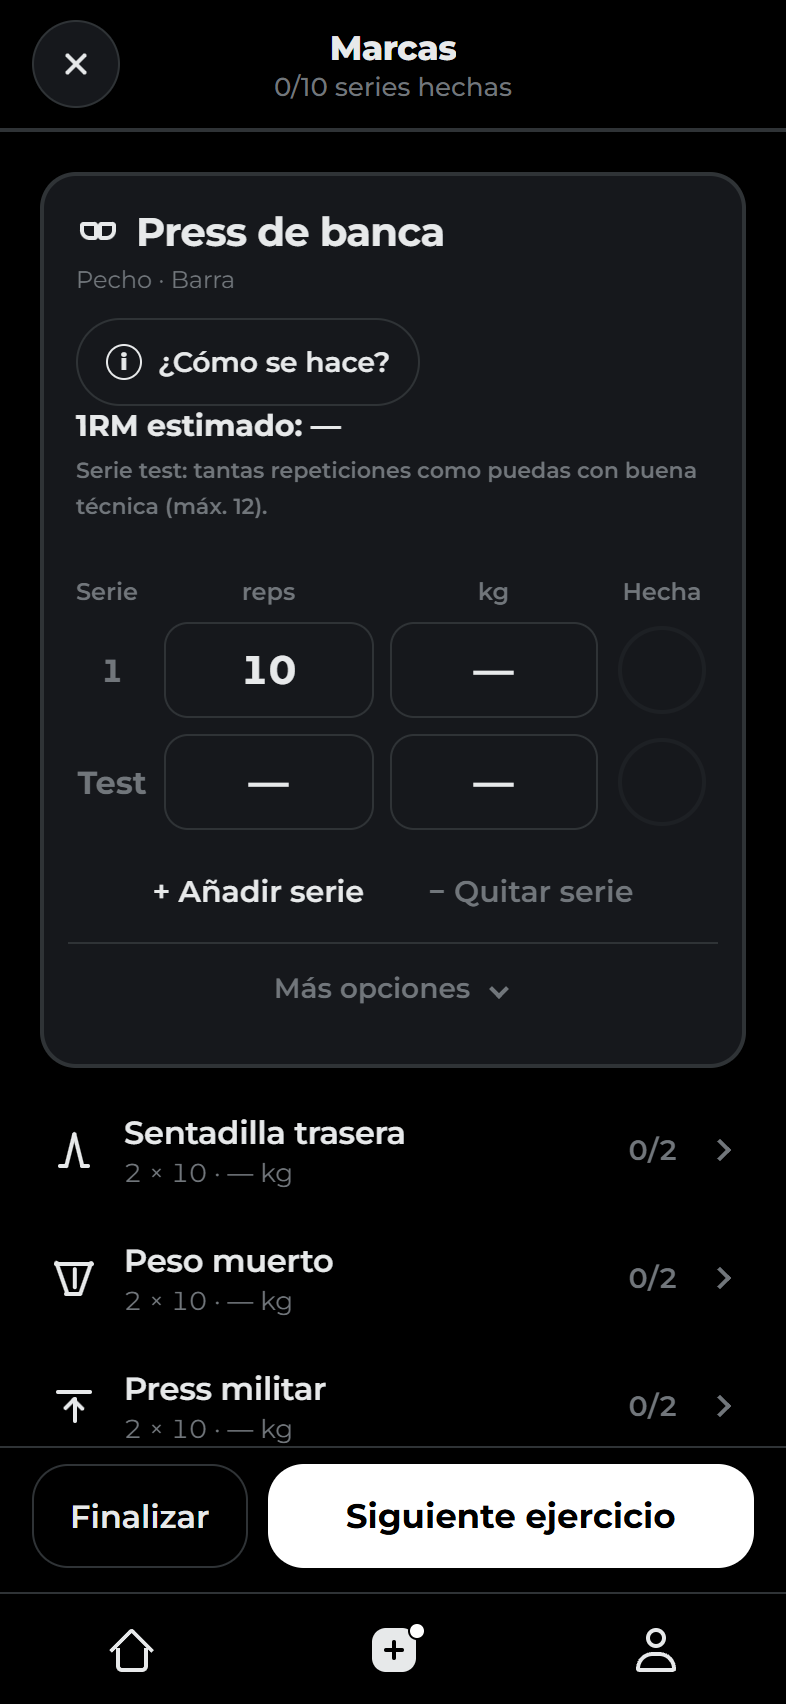 Marcas
0/10 series hechas
Press de banca
Pecho · Barra
¿Cómo se hace?
1RM estimado: —
Serie test: tantas repeticiones como puedas con buena
técnica (máx. 12).
Serie reps kg Hecha
1 10 —
Test — —
+ Añadir serie − Quitar serie
Más opciones
Sentadilla trasera
2 × 10 · — kg
0/2
Peso muerto
2 × 10 · — kg
0/2
Press militar
2 × 10 · — kg
0/2
Finalizar Siguiente ejercicio